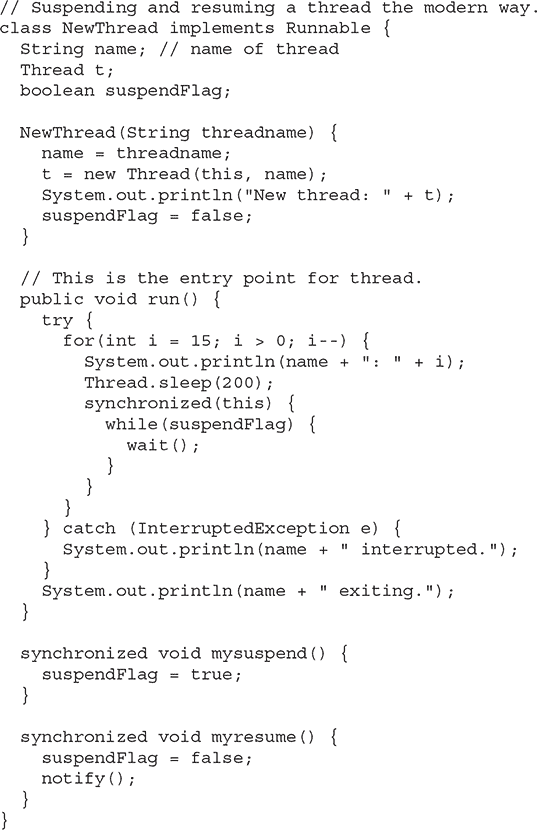 // Suspending and resuming a thread the modern way.
class NewThread implements Runnable {
  String name; // name of thread
  Thread t;
  boolean suspendFlag;

  NewThread(String threadname) {
    name = threadname;
    t = new Thread(this, name);
    System.out.println("New thread: " + t);
    suspendFlag = false;
  }

  // This is the entry point for thread.
  public void run() {
    try {
      for(int i = 15; i > 0; i--) {
        System.out.println(name + ": " + i);
        Thread.sleep(200);
        synchronized(this) {
          while(suspendFlag) {
            wait();
          }
        }
      }
    } catch (InterruptedException e) {
      System.out.println(name + " interrupted.");
    }
    System.out.println(name + " exiting.");
  }

  synchronized void mysuspend() {
    suspendFlag = true;
  }

  synchronized void myresume() {
    suspendFlag = false;
    notify();
  }
}